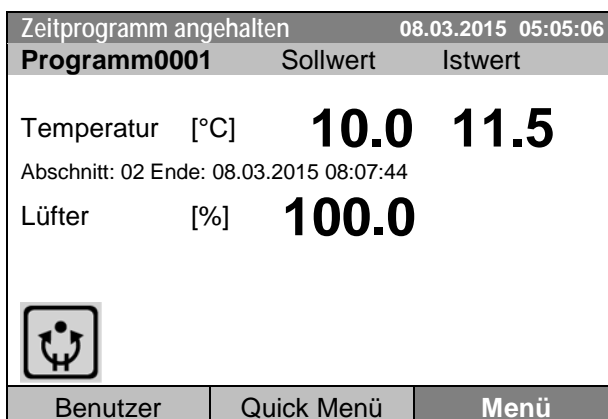 Zeitprogramm angehalten 08.03.2015 05:05:06
Programm0001 Sollwert Istwert
Temperatur [°C] 10.0 11.5
Abschnitt: 02 Ende: 08.03.2015 08:07:44
Lüfter [%] 100.0
Benutzer Quick Menü Menü